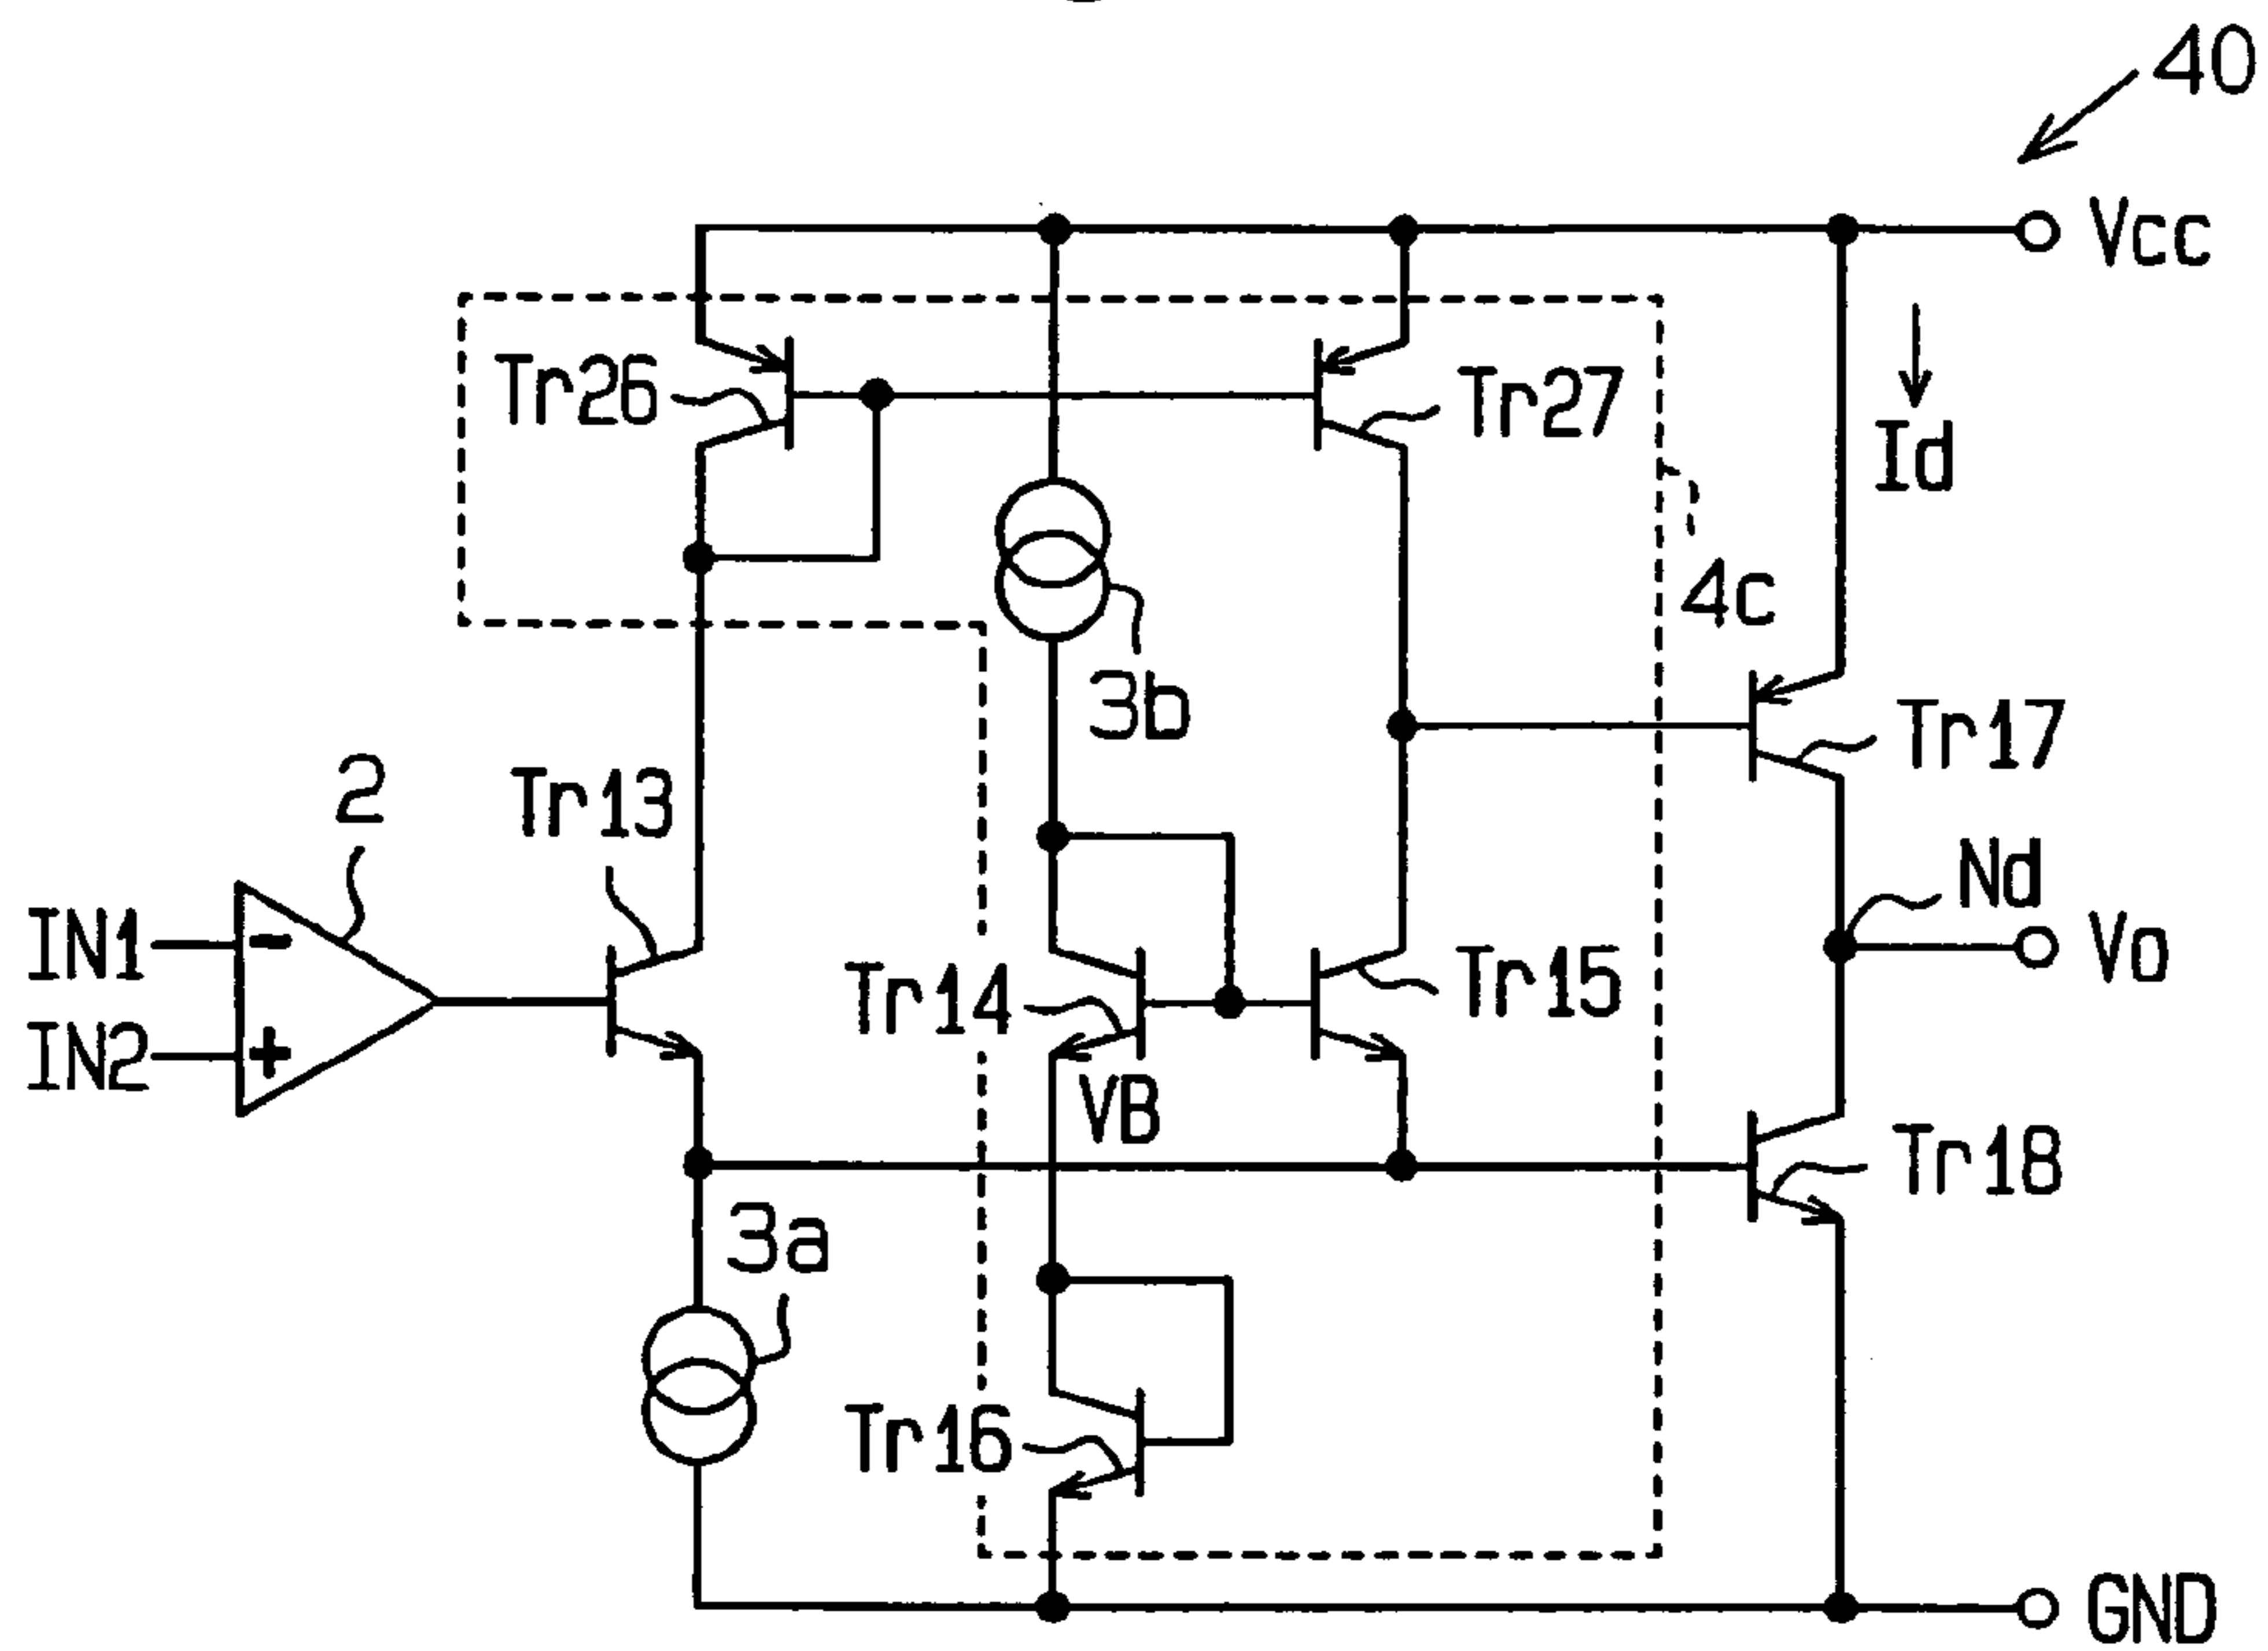 40
Vcc
Tr26
Tr27
Id
4c
3b
Tr17
2
Tr13
Nd
IN1
Vo
Tr14
Tr15
IN2
VB
Tr18
3a
Tr16
GND